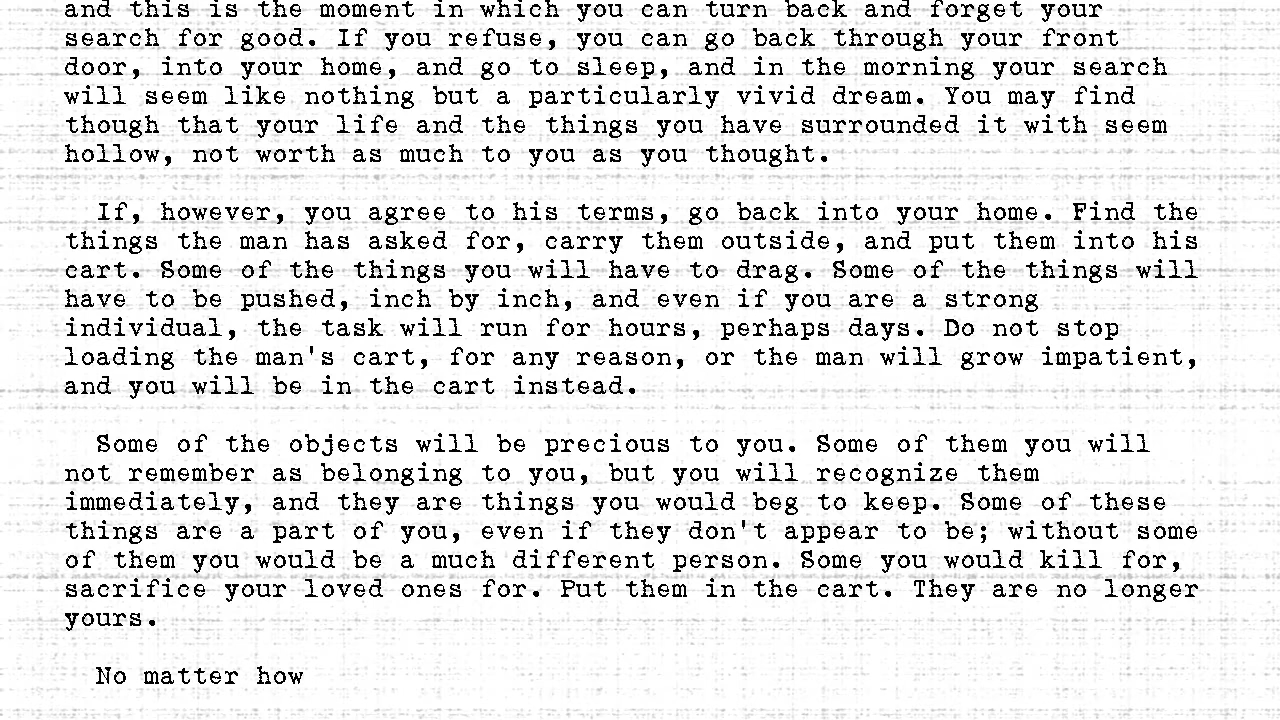 and this is the moment in which you can turn back and forget your
search for good. If you refuse, you can go back through your front
door, into your home, and go to sleep, and in the morning your search
will seem like nothing but a particularly vivid dream. You may find
though that your life and the things you have surrounded it with seem
hollow, not worth as much to you as you thought.
If, however, you agree to his terms, go back into your home. Find the
things the man has asked for, carry them outside, and put them into his
cart. Some of the things you will have to drag. Some of the things will
have to be pushed, inch by inch, and even if you are a strong
individual, the task will run for hours, perhaps days. Do not stop
loading the man's cart, for any reason, or the man will grow impatient,
and you will be in the cart instead.
Some of the objects will be precious to you. Some of them you will
not remember as belonging to you, but you will recognize them
immediately, and they are things you would beg to keep. Some of these
things are a part of you, even if they don't appear to be; without some
of them you would be a much different person. Some you would kill for,
sacrifice your loved ones for. Put them in the cart. They are no longer
yours.
No matter how